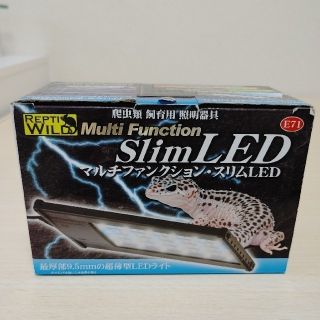 爬虫類 飼育用 照明器具
E71
REPTI
WILD
Multi Function
Slim LED
マルチファンクション・スリムLED
最厚部9.5mmの超薄型LEDライト